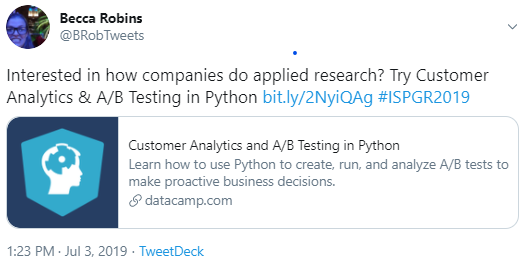 Becca Robins
@BRobTweets
Interested in how companies do applied research? Try Customer
Analytics & A/B Testing in Python bit.ly/2NyiQAg #ISPGR2019
Customer Analytics and A/B Testing in Python
Learn how to use Python to create, run, and analyze A/B tests to
make proactive business decisions.
datacamp.com
1:23 PM · Jul 3, 2019 · TweetDeck